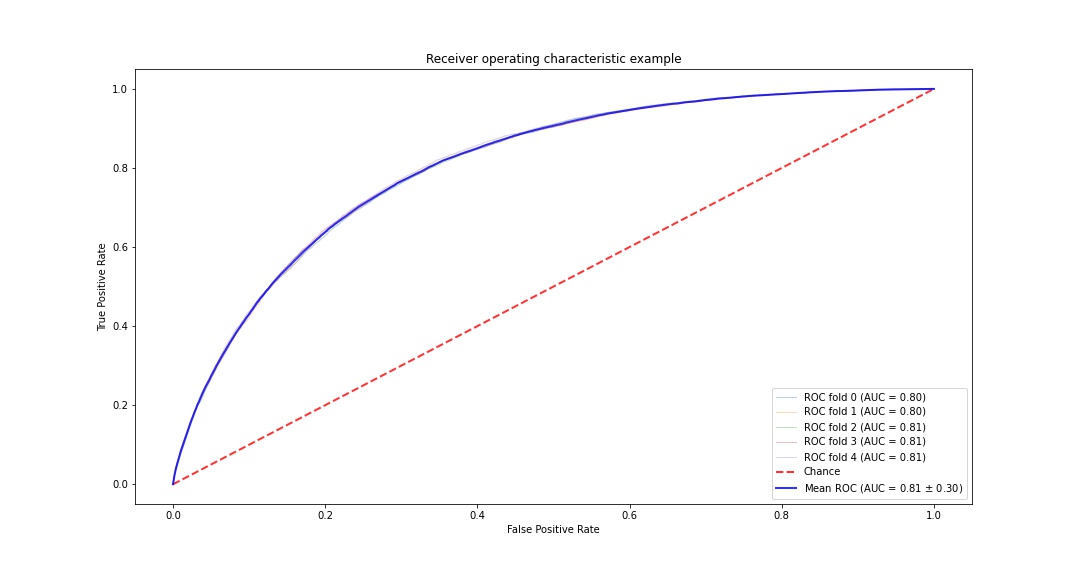 Receiver operating characteristic example
True Positive Rate
1.0
0.8
0.6
0.4
0.2
0.0
ROC fold 0 (AUC = 0.80)
ROC fold 1 (AUC = 0.80)
ROC fold 2 (AUC = 0.81)
ROC fold 3 (AUC = 0.81)
ROC fold 4 (AUC = 0.81)
Chance
Mean ROC (AUC = 0.81 ± 0.30)
0.0 0.2 0.4 0.6 0.8 1.0
False Positive Rate